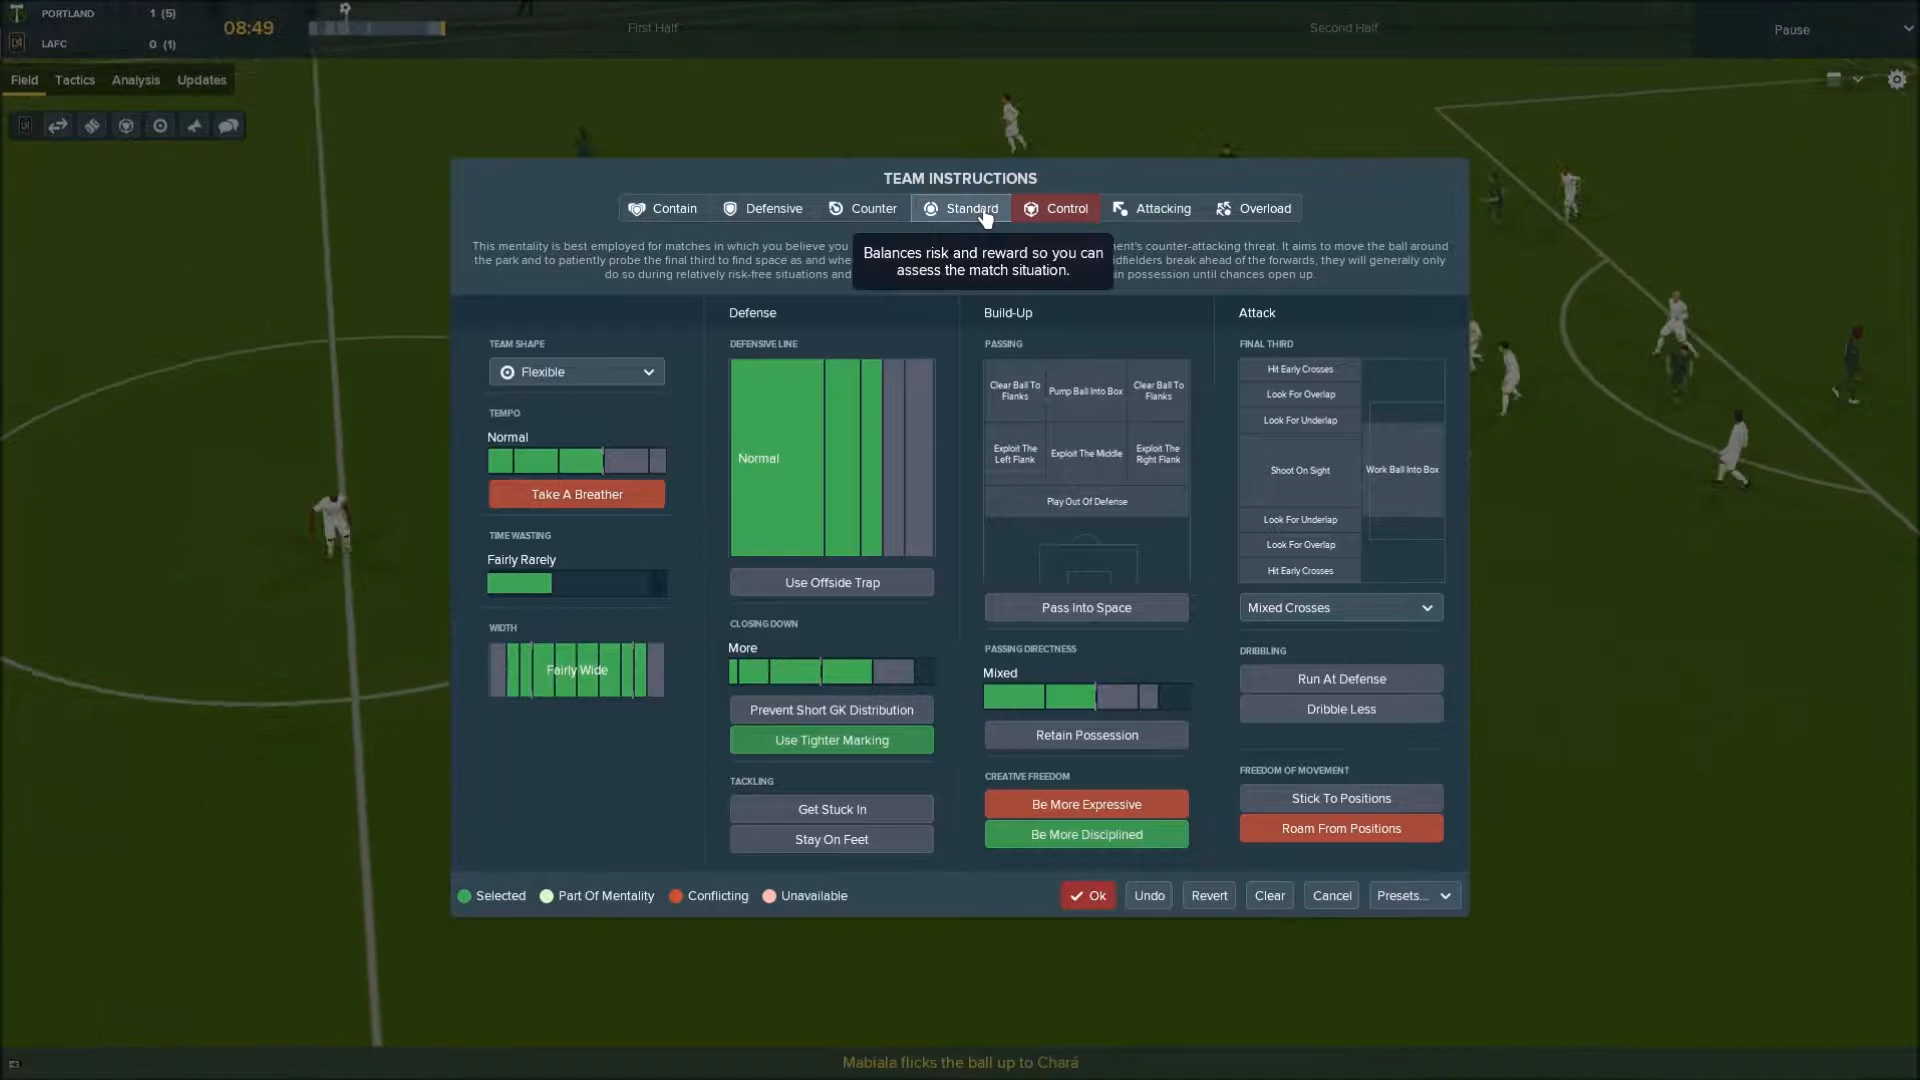 PORTLAND 1 (5)
LAFC 0 (1)
08:49
First Half
Second Half
Pause
Field Tactics Analysis Updates
TEAM INSTRUCTIONS
Contain Defensive Counter Standard Control Attacking Overload
This mentality is best employed for matches in which you believe you
ent's counter-attacking threat. It aims to move the ball around
the park and to patiently probe the final third to find space as and
dfielders break ahead of the forwards, they will generally only
do so during relatively risk-free situations and
n possession until chances open up.
Balances risk and reward so you can
assess the match situation.
TEAM SHAPE
Flexible
TEMPO
Normal
Take A Breather
TIME WASTING
Fairly Rarely
WIDTH
Fairly Wide
Defense
DEFENSIVE LINE
Normal
Use Offside Trap
CLOSING DOWN
More
Prevent Short GK Distribution
Use Tighter Marking
TACKLING
Get Stuck In
Stay On Feet
Build-Up
PASSING
Clear Ball To
Flanks
Pump Ball Into Box
Clear Ball To
Flanks
Exploit The
Left Flank
Exploit The Middle
Exploit The
Right Flank
Play Out Of Defense
Pass Into Space
PASSING DIRECTNESS
Mixed
Retain Possession
CREATIVE FREEDOM
Be More Expressive
Be More Disciplined
Attack
FINAL THIRD
Hit Early Crosses
Look For Overlap
Look For Underlap
Shoot On Sight
Work Ball Into Box
Look For Underlap
Look For Overlap
Hit Early Crosses
Mixed Crosses
DRIBBLING
Run At Defense
Dribble Less
FREEDOM OF MOVEMENT
Stick To Positions
Roam From Positions
Selected Part Of Mentality Conflicting Unavailable
Ok Undo Revert Clear Cancel Presets...
Mabiala flicks the ball up to Chará